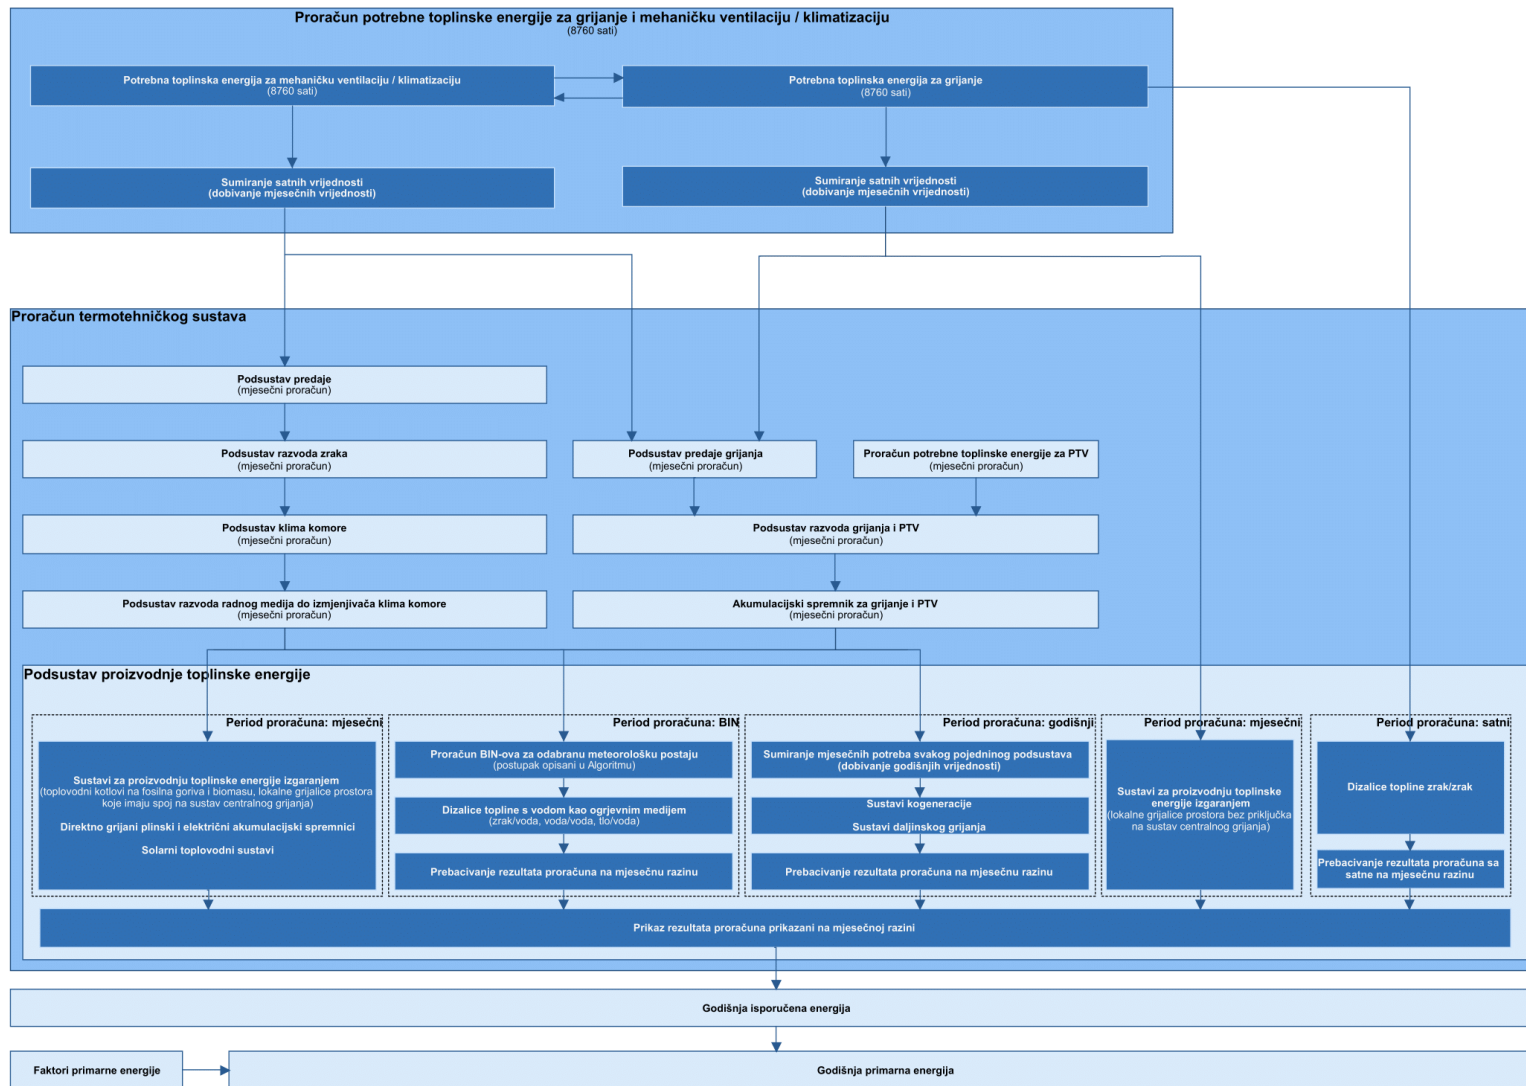 Proračun potrebne toplinske energije za grijanje i mehaničku ventilaciju / klimatizaciju
(8760 sati)
Potrebna toplinska energija za mehaničku ventilaciju / klimatizaciju
(8760 sati)
Potrebna toplinska energija za grijanje
(8760 sati)
Sumiranje satnih vrijednosti
(dobivanje mjesečnih vrijednosti)
Sumiranje satnih vrijednosti
(dobivanje mjesečnih vrijednosti)
Proračun termotehničkog sustava
Podsustav predaje
(mjesečni proračun)
Podsustav razvoda zraka
(mjesečni proračun)
Podsustav predaje grijanja
(mjesečni proračun)
Proračun potrebne toplinske energije za PTV
(mjesečni proračun)
Podsustav klima komore
(mjesečni proračun)
Podsustav razvoda grijanja i PTV
(mjesečni proračun)
Podsustav razvoda radnog medija do izmjenjivača klima komore
(mjesečni proračun)
Akumulacijski spremnik za grijanje i PTV
(mjesečni proračun)
Podsustav proizvodnje toplinske energije
Period proračuna: mjesečni
Sustavi za proizvodnju toplinske energije izgaranjem
(toplovodni kotlovi na fosilna goriva i biomasu, lokalne grijalice prostora
koje imaju spoj na sustav centralnog grijanja)
Direktno grijani plinski i električni akumulacijski spremnici
Solarni toplovodni sustavi
Period proračuna: BIN
Proračun BIN-ova za odabranu meteorološku postaju
(postupak opisani u Algoritmu)
Dizalice topline s vodom kao ogrjevnim medijem
(zrak/voda, voda/voda, tlo/voda)
Prebacivanje rezultata proračuna na mjesečnu razinu
Period proračuna: godišnji
Sumiranje mjesečnih potreba svakog pojedninog podsustava
(dobivanje godišnjih vrijednosti)
Sustavi kogeneracije
Sustavi daljinskog grijanja
Prebacivanje rezultata proračuna na mjesečnu razinu
Period proračuna: mjesečni
Sustavi za proizvodnju toplinske
energije izgaranjem
(lokalne grijalice prostora bez priključka
na sustav centralnog grijanja)
Period proračuna: satni
Dizalice topline zrak/zrak
Prebacivanje rezultata proračuna sa
satne na mjesečnu razinu
Prikaz rezultata proračuna prikazani na mjesečnoj razini
Godišnja isporučena energija
Faktori primarne energije
Godišnja primarna energija